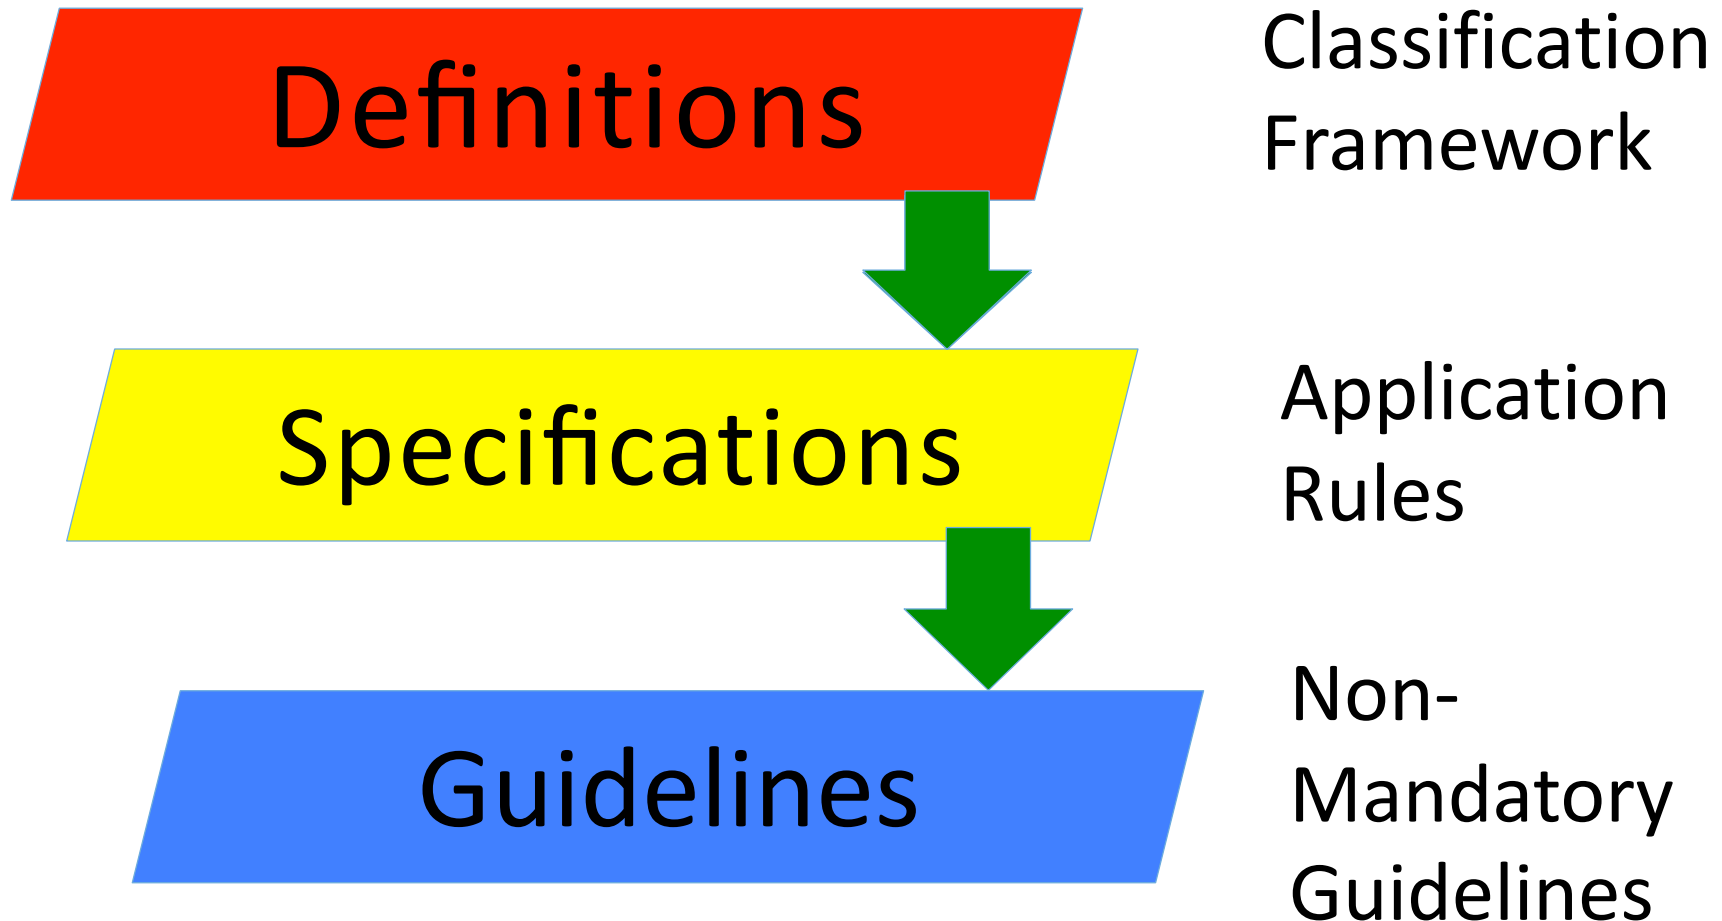 Definitions
Classification
Framework
Specifications
Application
Rules
Guidelines
Non-
Mandatory
Guidelines